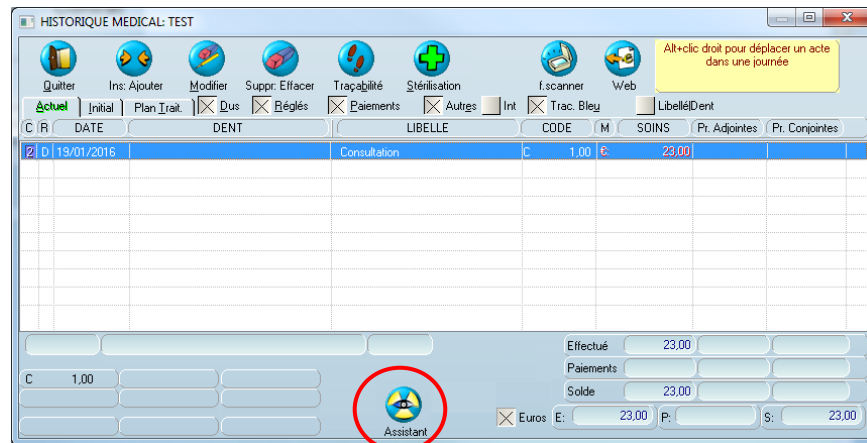 HISTORIQUE MEDICAL: TEST
Quitter Ins: Ajouter Modifier Suppr: Effacer Traçabilité Stérilisation f.scanner Web
Alt+clic droit pour déplacer un acte
dans une journée
Actuel Initial Plan Trait. Dus Réglés Paiements Autres Int Trac. Bleu Libellé|Dent
C R DATE DENT LIBELLE CODE M SOINS Pr. Adjointes Pr. Conjointes
2 D 19/01/2016 Consultation C 1,00 € 23,00
Effectué 23,00
Paiements
C 1,00
Solde 23,00
Assistant
Euros E: 23,00 P: S: 23,00